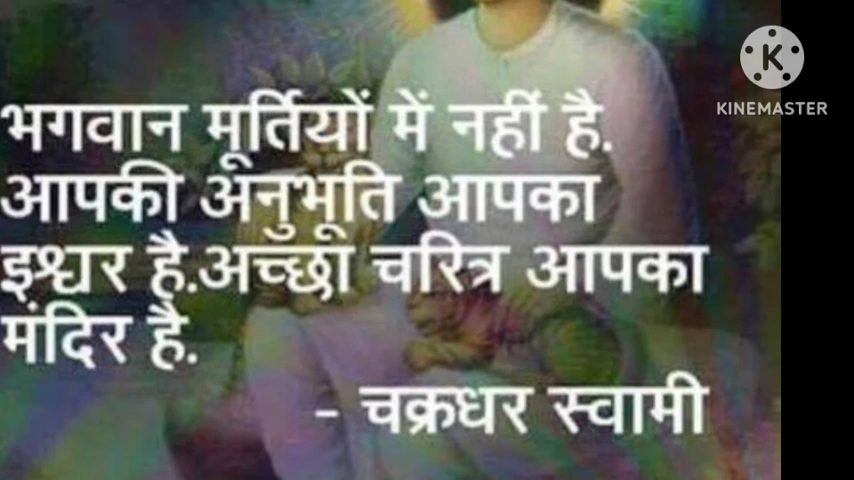 भगवान मूर्तियों में नहीं है.
आपकी अनुभूति आपका
इश्वर है.अच्छा चरित्र आपका
मंदिर है.
- चक्रधर स्वामी
K
KINEMASTER